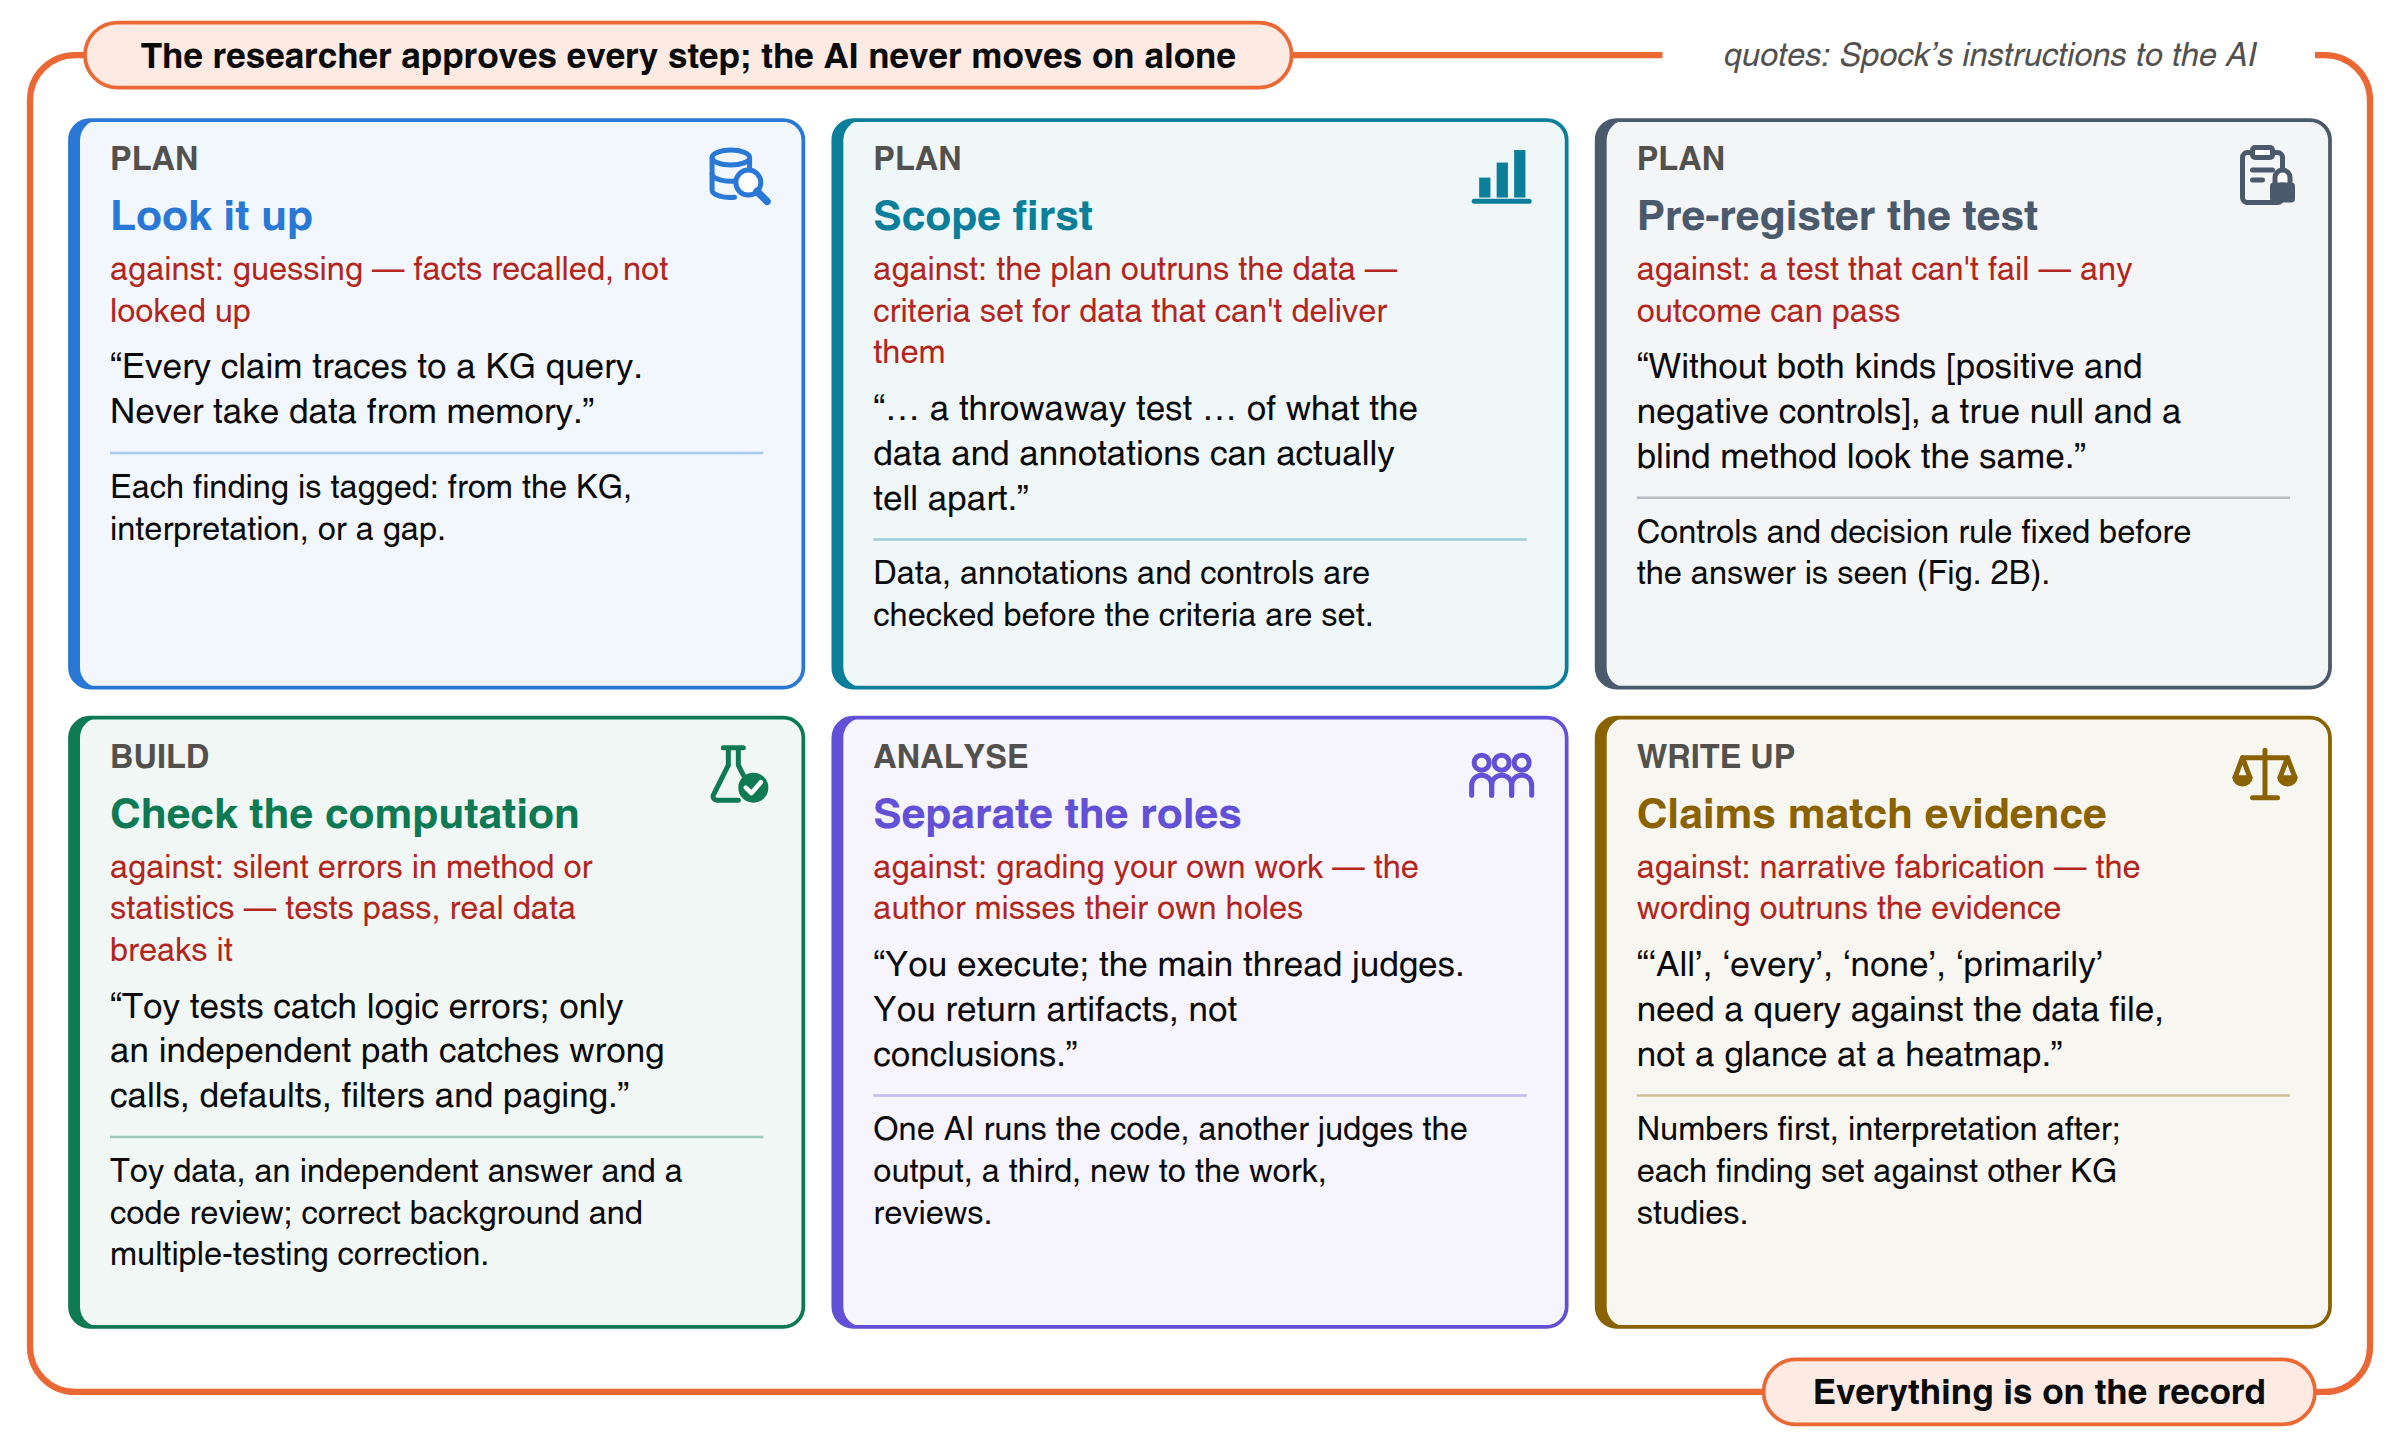 The researcher approves every step; the AI never moves on alone
quotes: Spock’s instructions to the AI
PLAN
Look it up
against: guessing — facts recalled, not
looked up
“Every claim traces to a KG query.
Never take data from memory.”
Each finding is tagged: from the KG,
interpretation, or a gap.
PLAN
Scope first
against: the plan outruns the data —
criteria set for data that can't deliver
them
“… a throwaway test … of what the
data and annotations can actually
tell apart.”
Data, annotations and controls are
checked before the criteria are set.
PLAN
Pre-register the test
against: a test that can't fail — any
outcome can pass
“Without both kinds [positive and
negative controls], a true null and a
blind method look the same.”
Controls and decision rule fixed before
the answer is seen (Fig. 2B).
BUILD
Check the computation
against: silent errors in method or
statistics — tests pass, real data
breaks it
“Toy tests catch logic errors; only
an independent path catches wrong
calls, defaults, filters and paging.”
Toy data, an independent answer and a
code review; correct background and
multiple-testing correction.
ANALYSE
Separate the roles
against: grading your own work — the
author misses their own holes
“You execute; the main thread judges.
You return artifacts, not
conclusions.”
One AI runs the code, another judges the
output, a third, new to the work,
reviews.
WRITE UP
Claims match evidence
against: narrative fabrication — the
wording outruns the evidence
“‘All’, ‘every’, ‘none’, ‘primarily’
need a query against the data file,
not a glance at a heatmap.”
Numbers first, interpretation after;
each finding set against other KG
studies.
Everything is on the record